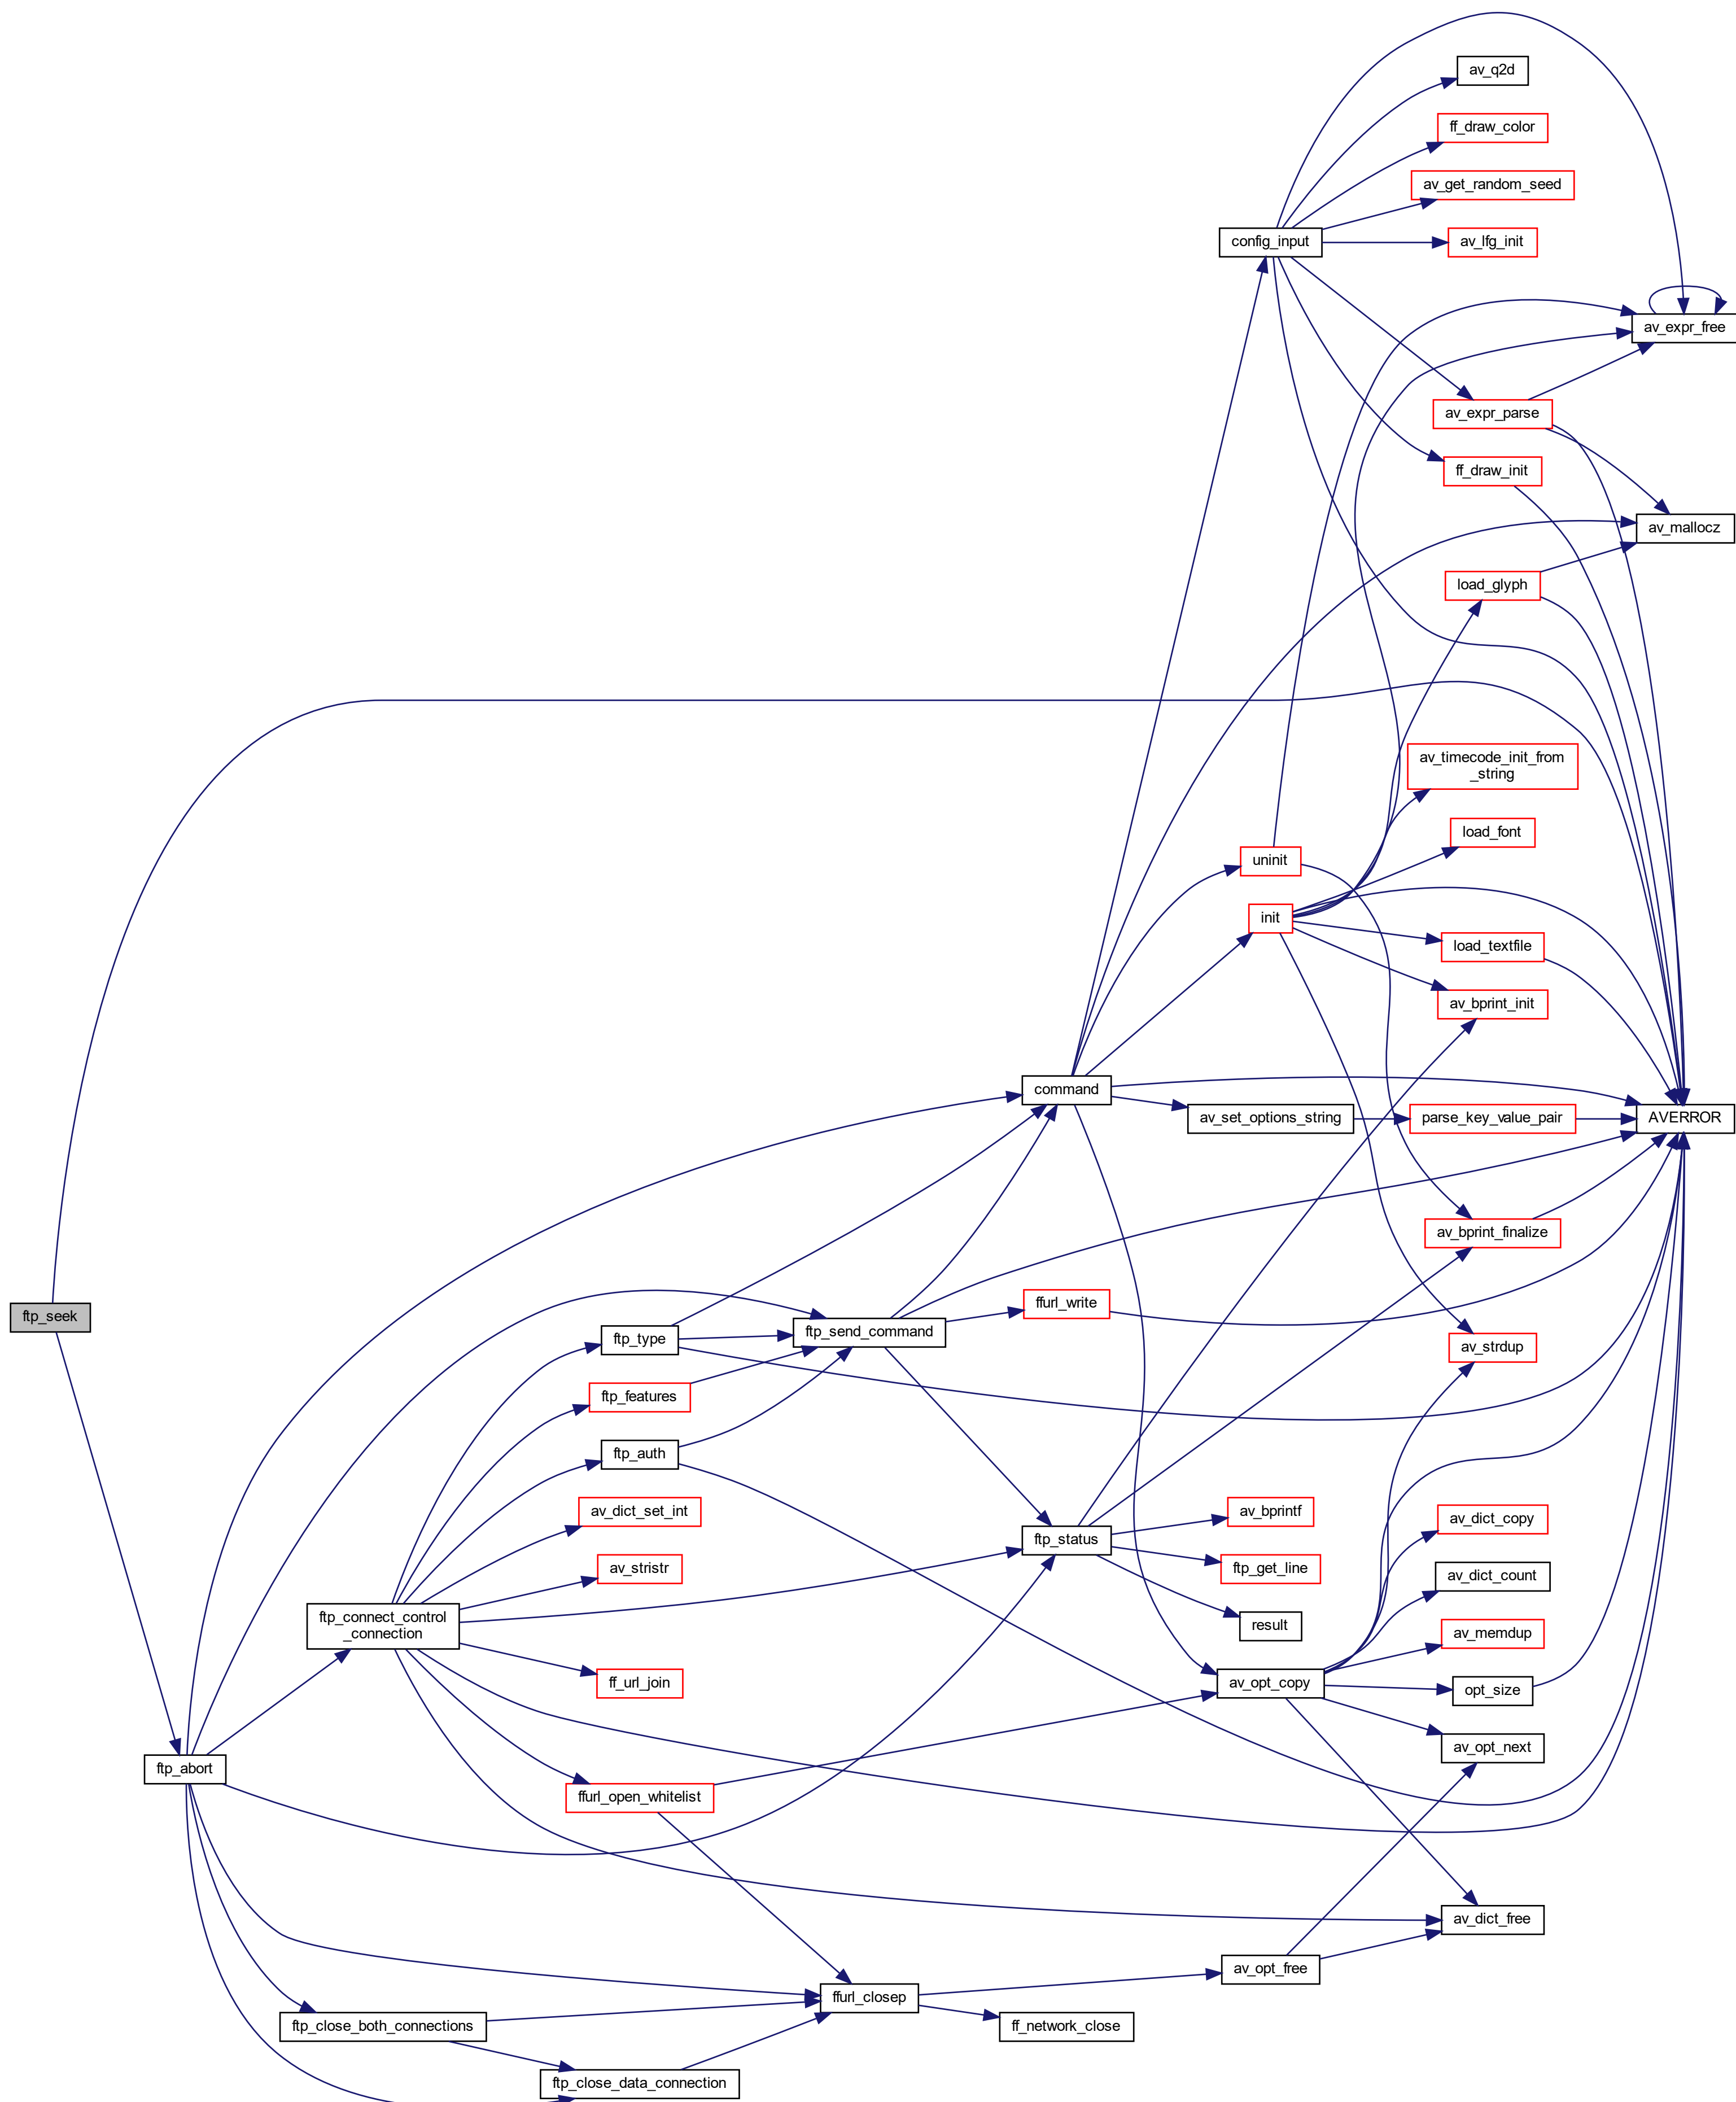 av_q2d
ff_draw_color
av_get_random_seed
config_input
av_lfg_init
av_expr_free
av_expr_parse
ff_draw_init
av_mallocz
load_glyph
av_timecode_init_from
_string
load_font
uninit
init
load_textfile
av_bprint_init
command
av_set_options_string
parse_key_value_pair
AVERROR
av_bprint_finalize
ftp_seek
ffurl_write
ftp_type
ftp_send_command
av_strdup
ftp_features
ftp_auth
av_dict_set_int
av_bprintf
av_dict_copy
ftp_status
av_stristr
ftp_get_line
av_dict_count
ftp_connect_control
_connection
result
av_memdup
ff_url_join
av_opt_copy
opt_size
av_opt_next
ftp_abort
ffurl_open_whitelist
av_dict_free
av_opt_free
ffurl_closep
ftp_close_both_connections
ff_network_close
ftp_close_data_connection